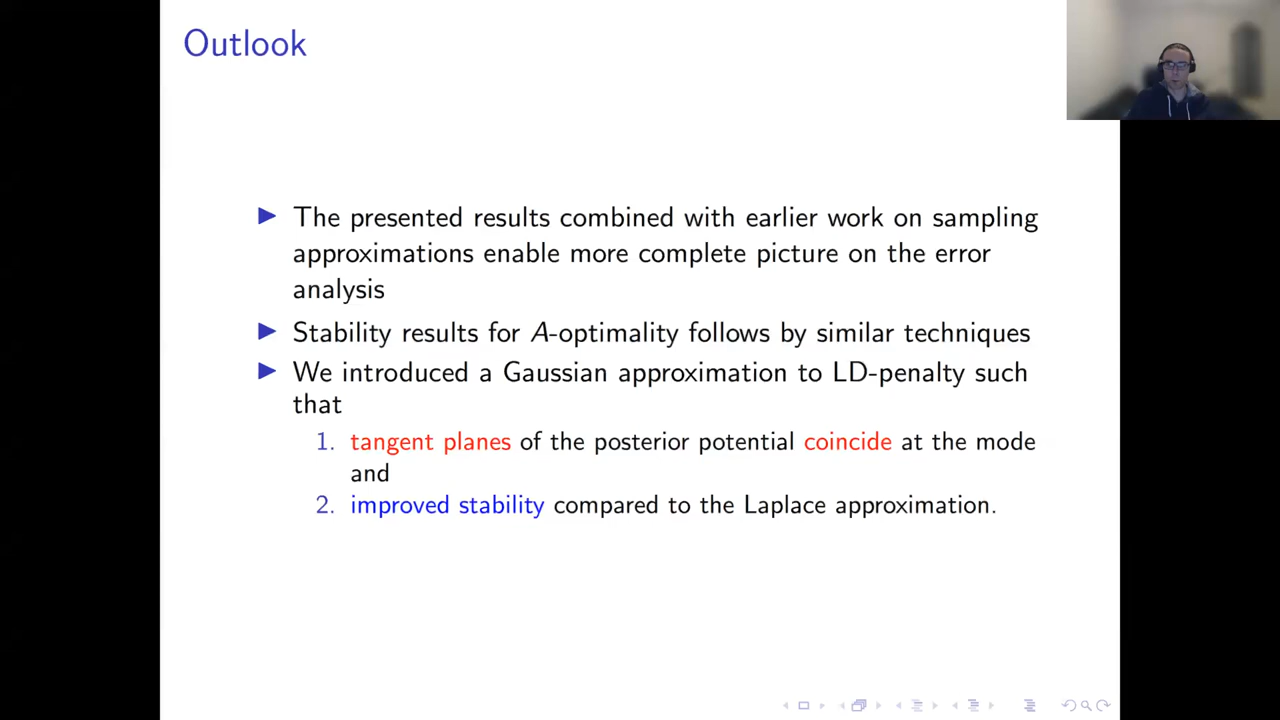 Outlook
The presented results combined with earlier work on sampling
approximations enable more complete picture on the error
analysis
Stability results for A-optimality follows by similar techniques
We introduced a Gaussian approximation to LD-penalty such
that
1. tangent planes of the posterior potential coincide at the mode
and
2. improved stability compared to the Laplace approximation.